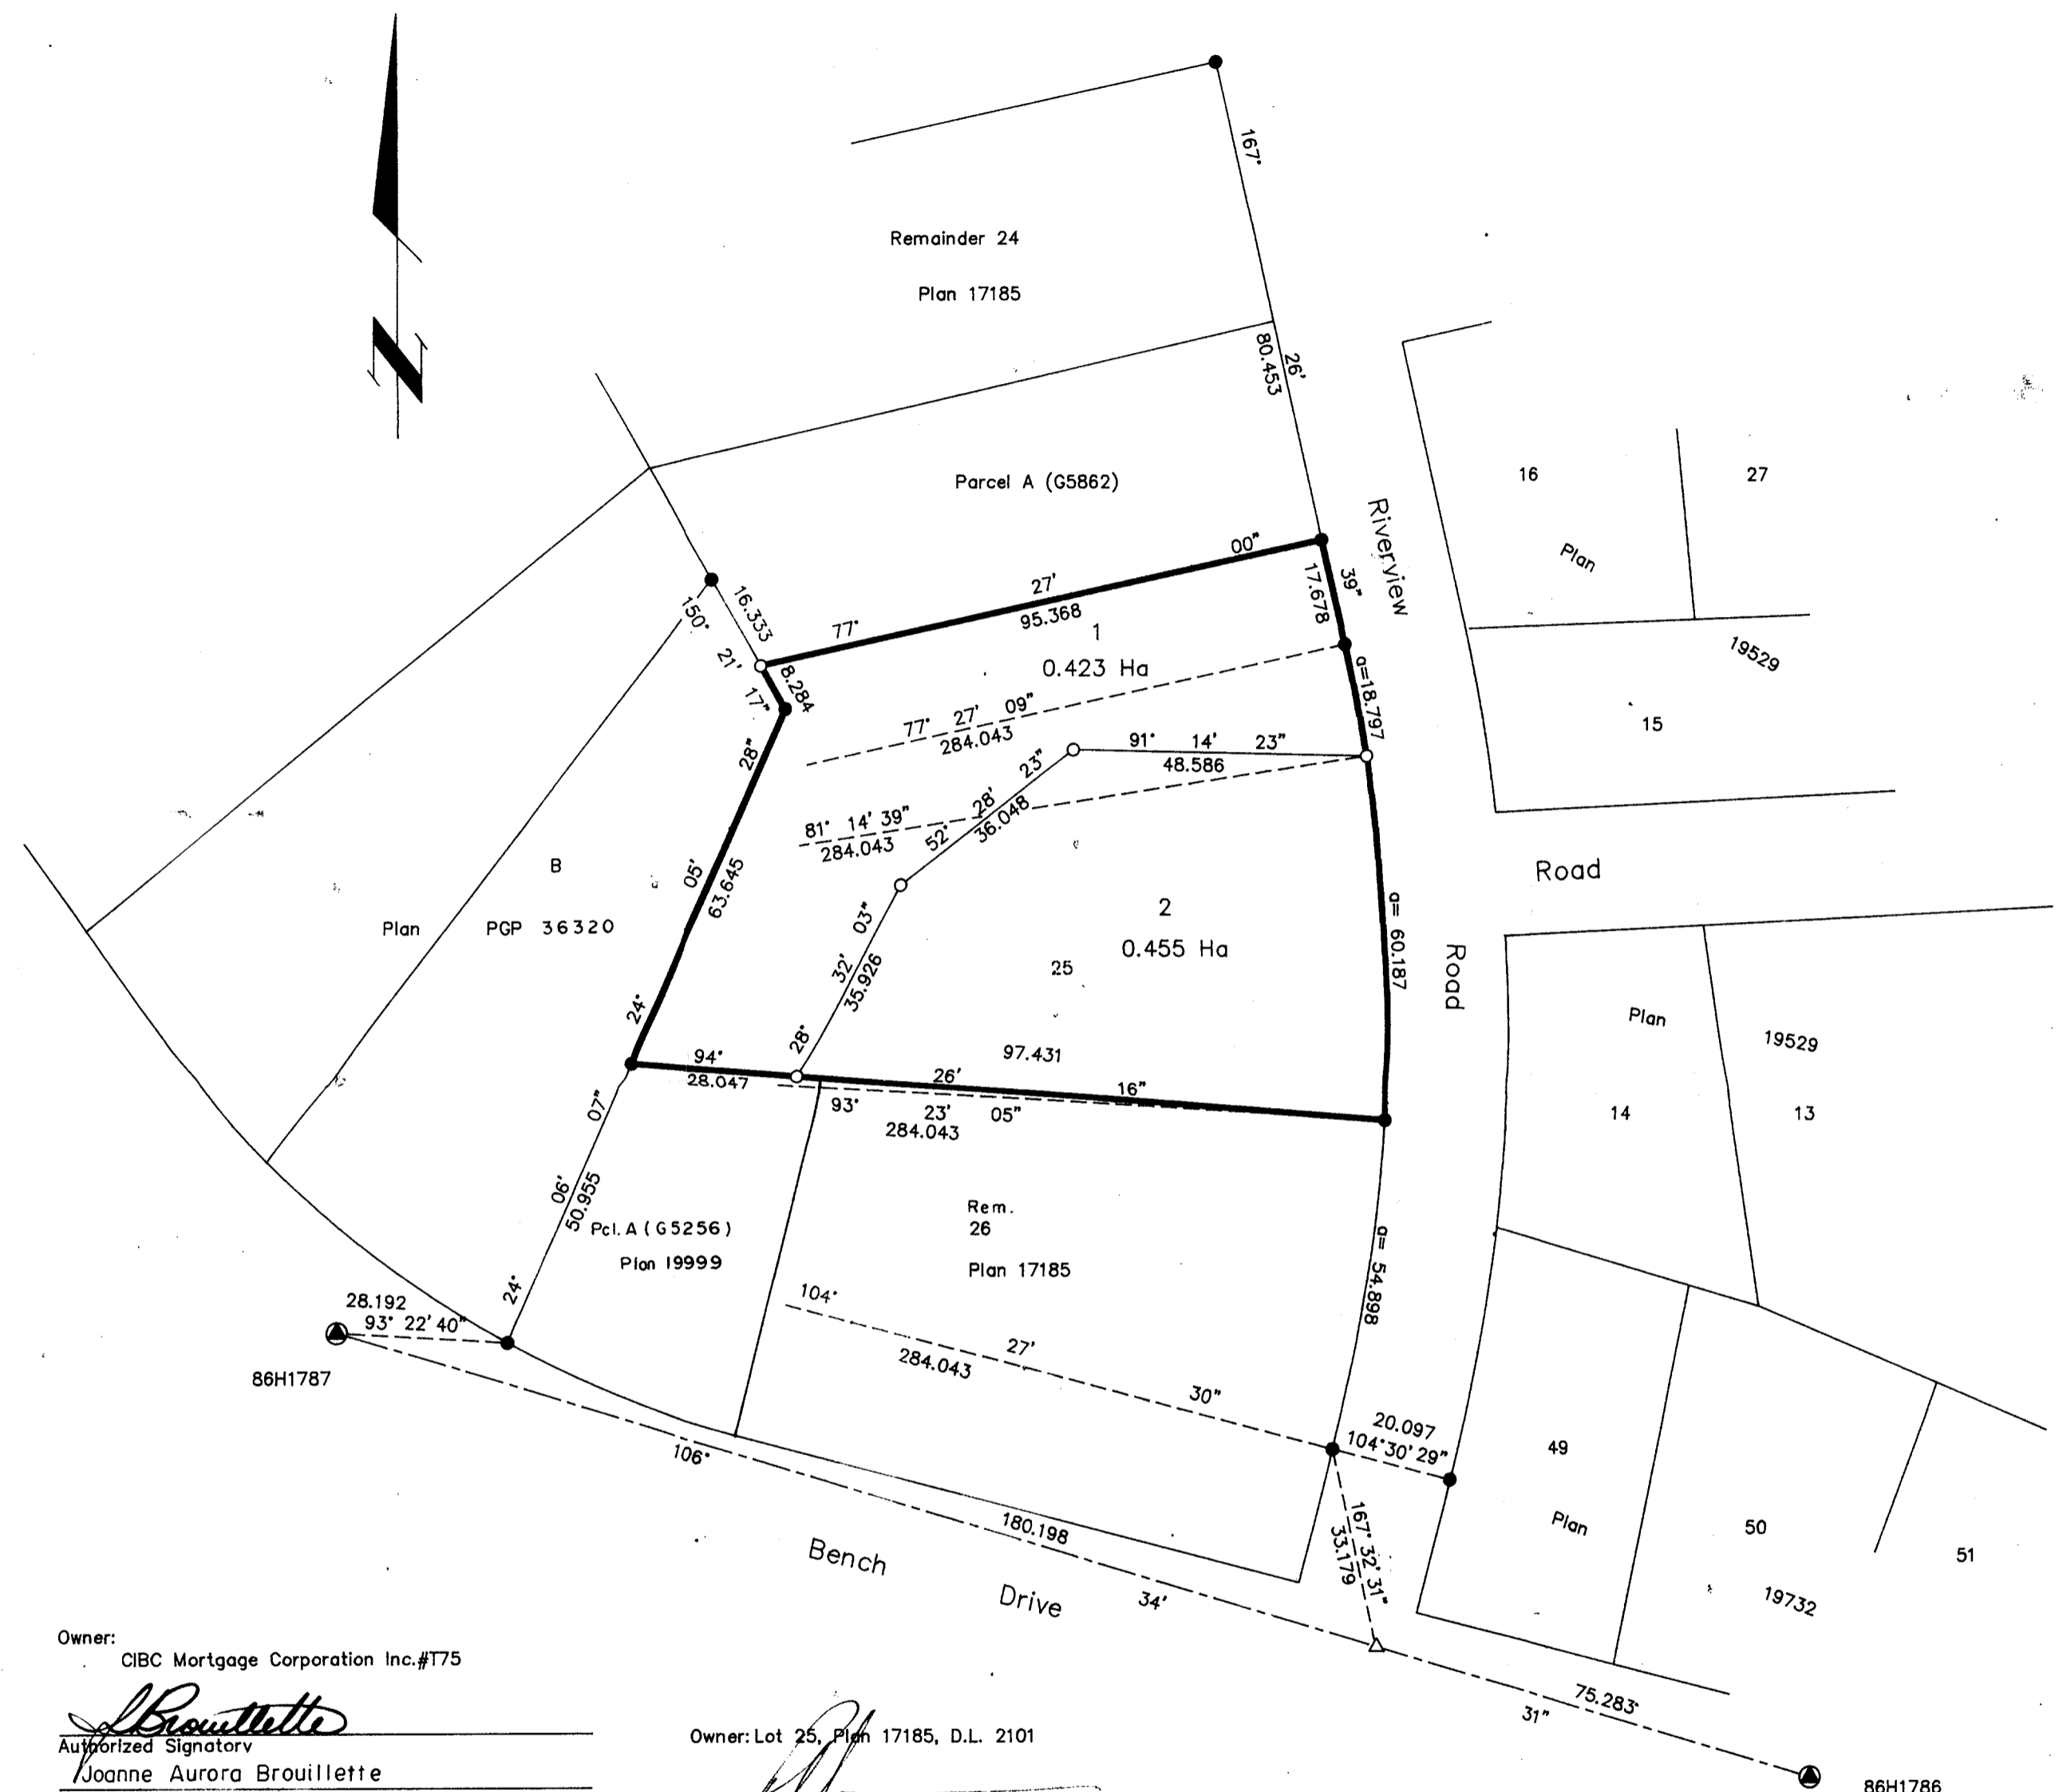 N
167°
Remainder 24
Plan 17185
26'
80.453
16
27
Plan
Parcel A (G5862)
Riverview
00"
27'
77°
95.368
39"
17.678
16.333
150°
21'
17"
8.284
1
0.423 Ha
19529
15
a=18.797
77° 27' 09"
284.043
91° 14' 23"
48.586
28"
23"
28'
52°
36.048
81° 14' 39"
284.043
05'
63.645
24°
B
Plan PGP 36320
Road
2
0.455 Ha
25
a= 60.187
Road
03"
32'
35.926
28°
97.431
94°
28.047
26'
16"
93° 23' 05"
284.043
Plan
19529
14
13
07"
06'
50.955
24°
Pcl. A (G5256)
Plan 19999
Rem.
26
Plan 17185
a= 54.898
28.192
93° 22' 40"
86H1787
104°
27'
284.043
30"
20.097
104°30'29"
49
Plan
50
51
19732
106°
180.198
34'
167° 32' 31"
33.179
Bench
Drive
75.283
31"
86H1786
Owner:
CIBC Mortgage Corporation Inc.#T75
Authorized Signatory
Joanne Aurora Brouillette
Owner: Lot 25, Plan 17185, D.L. 2101